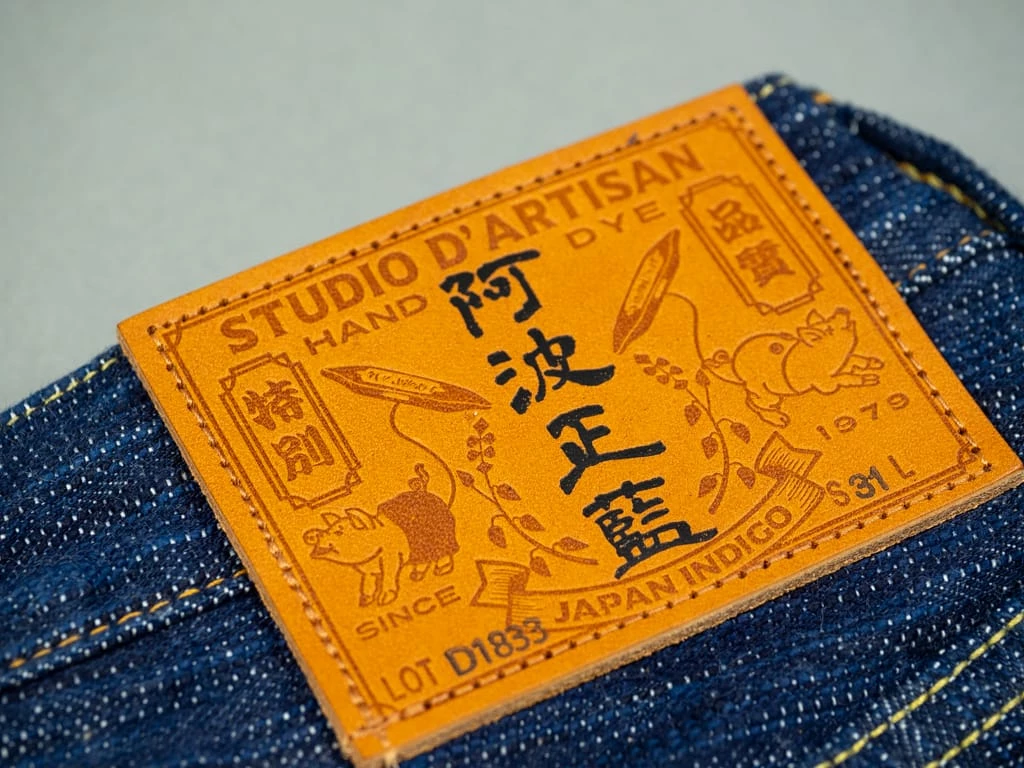 STUDIO D'ARTISAN
HAND DYE
特別
品質
阿波正藍
SINCE 1979
JAPAN INDIGO
LOT D1833
S 31 L